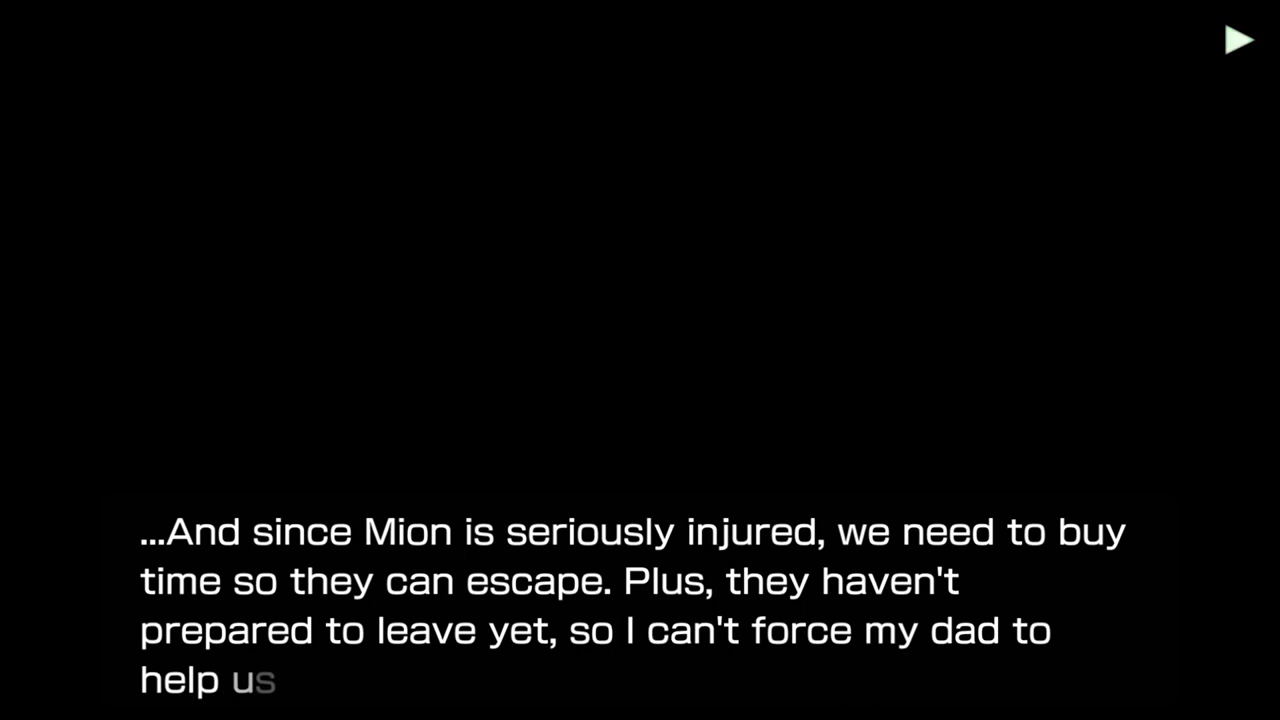 ...And since Mion is seriously injured, we need to buy
time so they can escape. Plus, they haven't
prepared to leave yet, so I can't force my dad to
help us